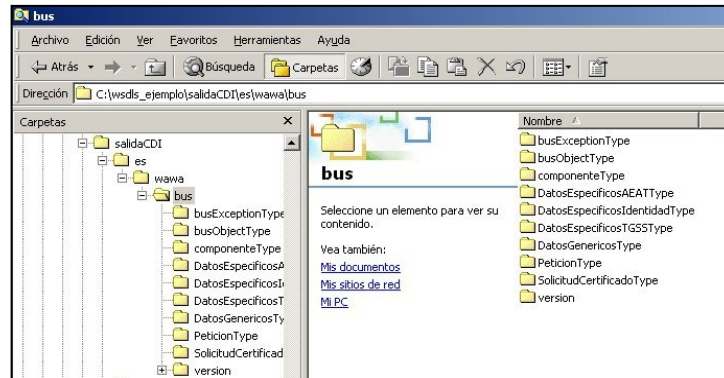 bus
Archivo Edición Ver Favoritos Herramientas Ayuda
Atrás Búsqueda Carpetas
Dirección C:\wsdls_ejemplo\salidaCDI\es\wawa\bus
Carpetas
salidaCDI
es
wawa
bus
busExceptionType
busObjectType
componenteType
DatosEspecificosA
DatosEspecificosI
DatosEspecificosT
DatosGenericosTy
PeticionType
SolicitudCertificad
version
bus
Seleccione un elemento para ver su
contenido.
Vea también:
Mis documentos
Mis sitios de red
Mi PC
Nombre
busExceptionType
busObjectType
componenteType
DatosEspecificosAEATType
DatosEspecificosIdentidadType
DatosEspecificosTGSSType
DatosGenericosType
PeticionType
SolicitudCertificadoType
version